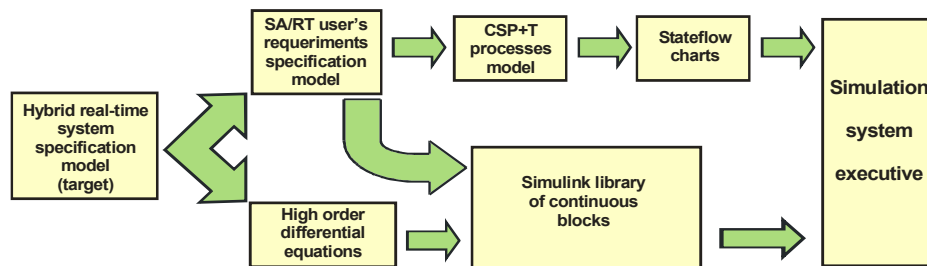 Hybrid real-time
system
specification
model
(target)
SA/RT user's
requeriments
specification
model
CSP+T
processes
model
Stateflow
charts
High order
differential
equations
Simulink library
of continuous
blocks
Simulation
system
executive